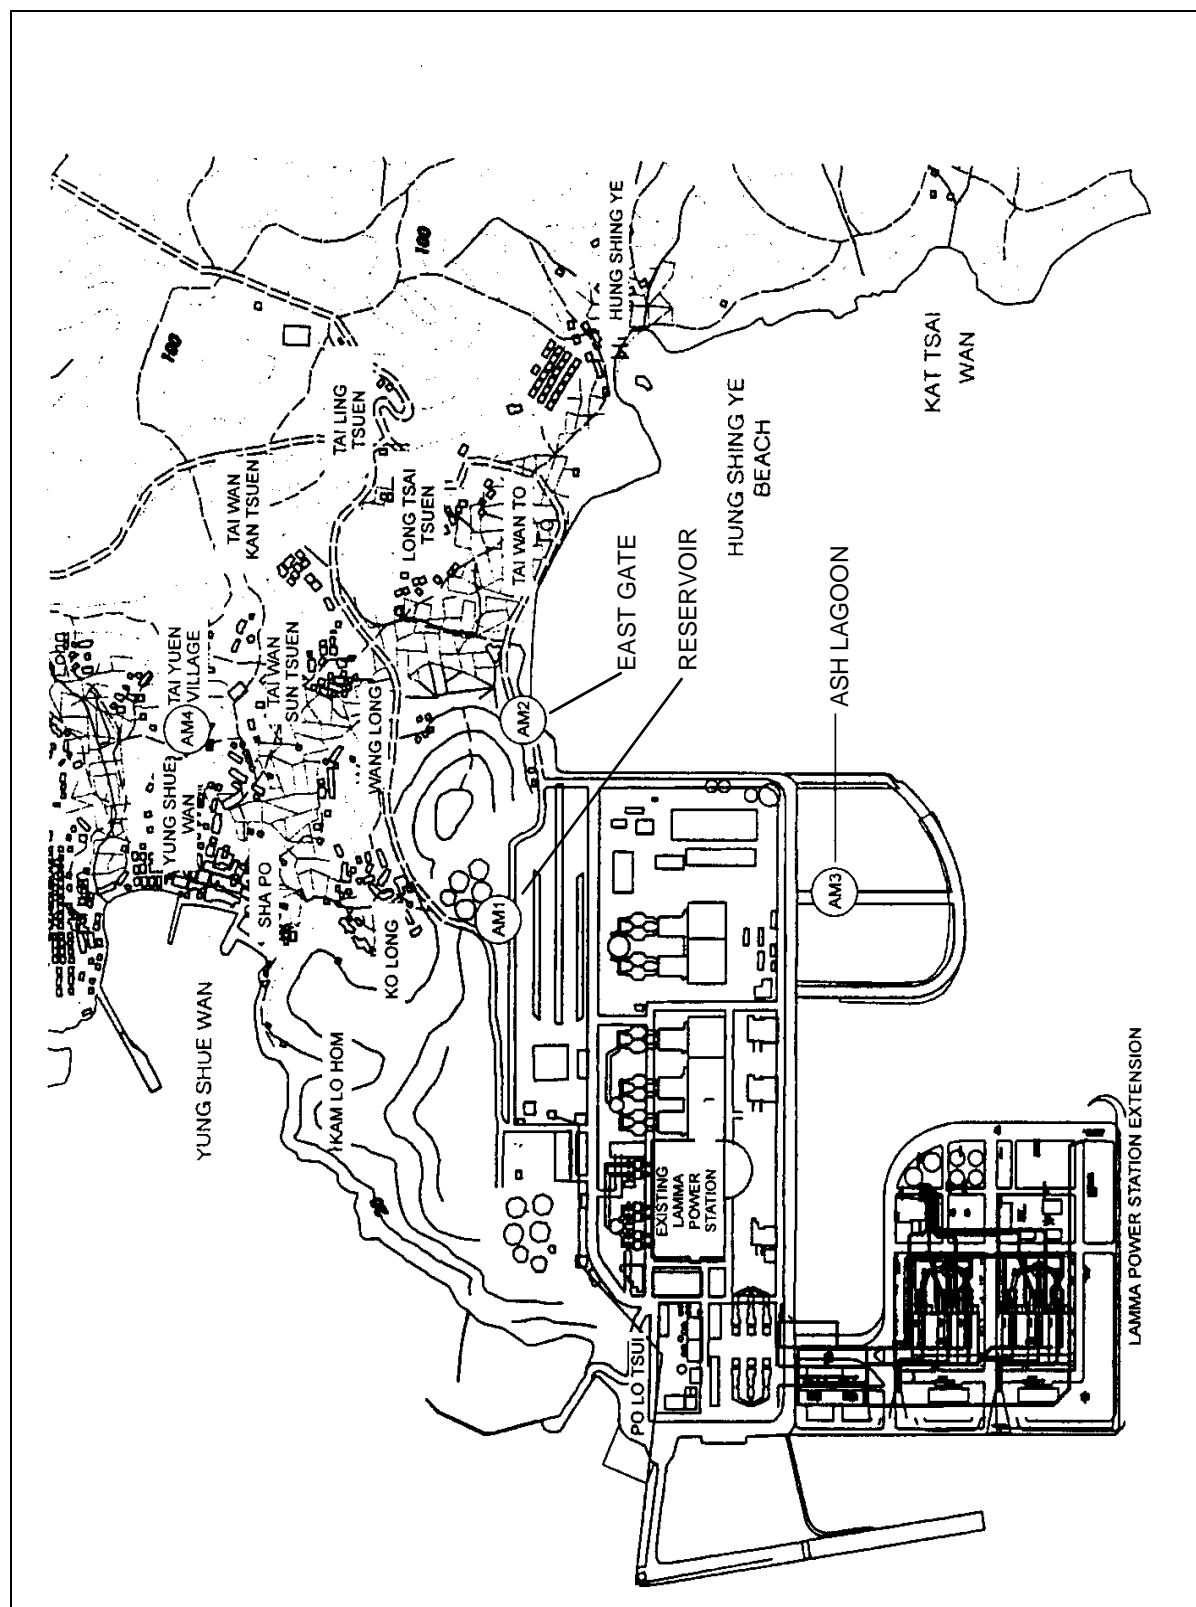 YUNG SHUE WAN
YUNG SHUE
WAN
AM4
TAI YUEN
VILLAGE
TAI WAN
KAN TSUEN
100
SHA PO
TAI WAN
SUN TSUEN
TAI LING
TSUEN
KAM LO HOM
KO LONG
WANG LONG
LONG TSAI
TSUEN
100
20
AM1
AM2
TAI WAN TO
HUNG SHING YE
PO LO TSUI
EXISTING
LAMMA
POWER
STATION
EAST GATE
RESERVOIR
HUNG SHING YE
BEACH
AM3
ASH LAGOON
KAT TSAI
WAN
LAMMA POWER STATION EXTENSION